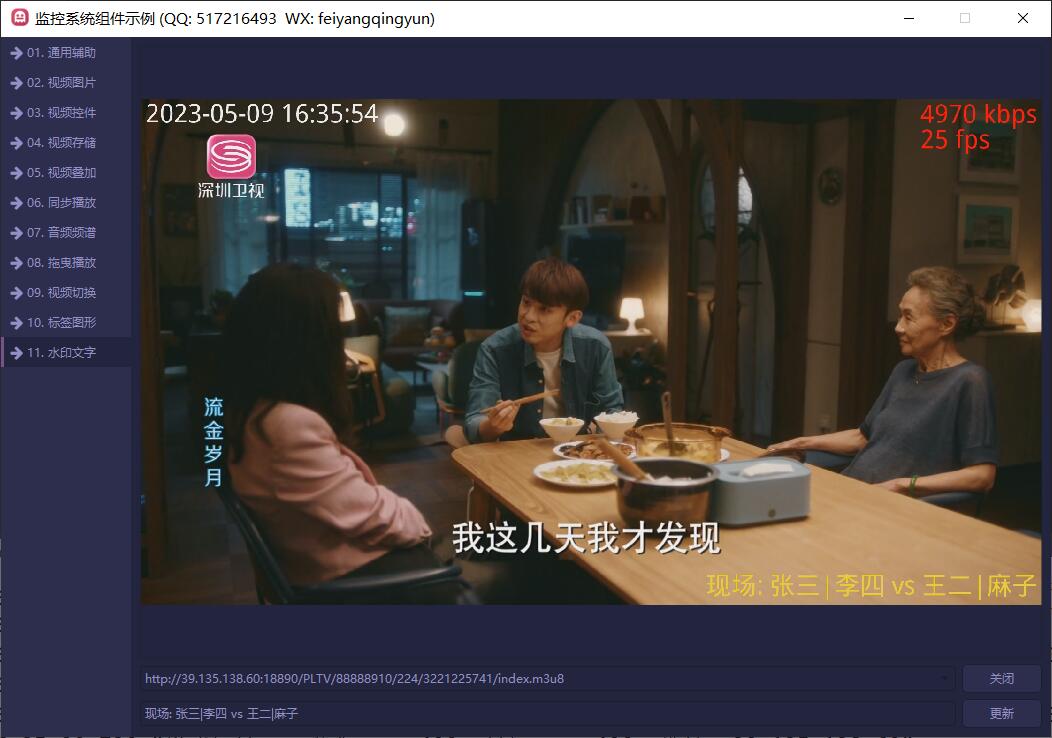 监控系统组件示例 (QQ: 517216493  WX: feiyangqingyun)
01. 通用辅助
02. 视频图片
03. 视频控件
04. 视频存储
05. 视频叠加
06. 同步播放
07. 音频频谱
08. 拖曳播放
09. 视频切换
10. 标签图形
11. 水印文字
2023-05-09 16:35:54
4970 kbps
25 fps
深圳卫视
流金岁月
我这几天我才发现
现场: 张三|李四 vs 王二|麻子
http://39.135.138.60:18890/PLTV/88888910/224/3221225741/index.m3u8
关闭
现场: 张三|李四 vs 王二|麻子
更新